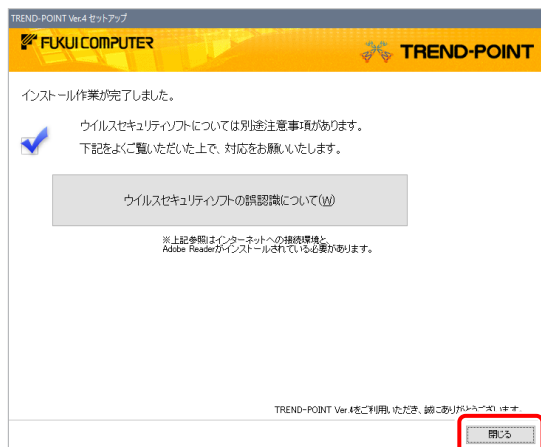 TREND-POINT Ver.4 セットアップ
FUKUI COMPUTER
TREND-POINT
インストール作業が完了しました。
ウイルスセキュリティソフトについては別途注意事項があります。
下記をよくご覧いただいた上で、対応をお願いいたします。
ウイルスセキュリティソフトの誤認識について(W)
※上記参照はインターネットへの接続環境と、
Adobe Readerがインストールされている必要があります。
TREND-POINT Ver.4をご利用いただき、誠にありがとうございます。
閉じる